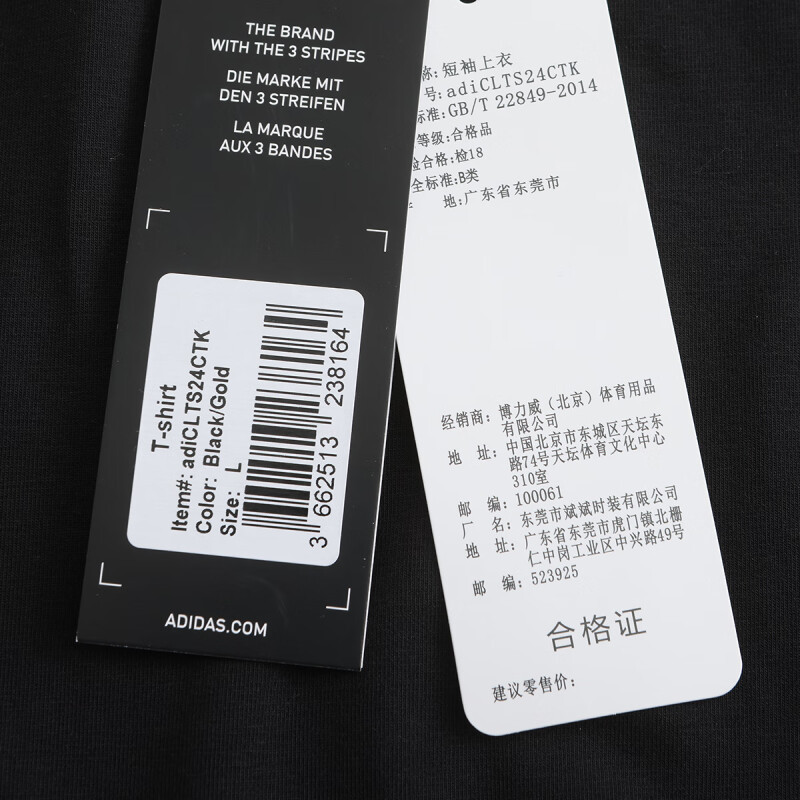 THE BRAND
WITH THE 3 STRIPES
DIE MARKE MIT
DEN 3 STREIFEN
LA MARQUE
AUX 3 BANDES
T-shirt
Item#: adiCLTS24CTK
Color: Black/Gold
Size: L
3 662513 238164
ADIDAS.COM
称:短袖上衣
号:adiCLTS24CTK
标准:GB/T 22849-2014
等级:合格品
检合格:检18
全标准:B类
地:广东省东莞市
经销商: 博力威(北京)体育用品
有限公司
地 址: 中国北京市东城区天坛东
路74号天坛体育文化中心
310室
邮 编: 100061
厂 名: 东莞市斌斌时装有限公司
地 址: 广东省东莞市虎门镇北栅
仁中岗工业区中兴路49号
邮 编: 523925
合格证
建议零售价: